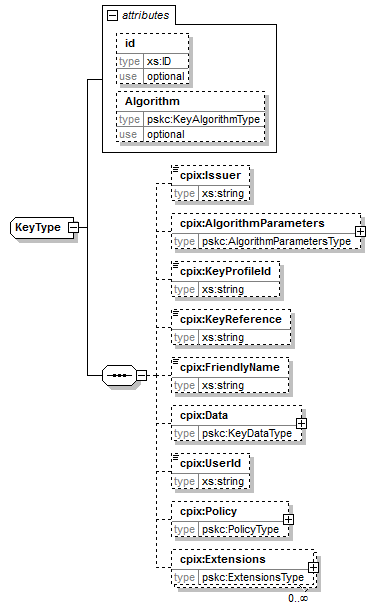 attributes
id
type xs:ID
use optional
Algorithm
type pskc:KeyAlgorithmType
use optional
KeyType
cpix:Issuer
type xs:string
cpix:AlgorithmParameters
type pskc:AlgorithmParametersType
cpix:KeyProfileId
type xs:string
cpix:KeyReference
type xs:string
cpix:FriendlyName
type xs:string
cpix:Data
type pskc:KeyDataType
cpix:UserId
type xs:string
cpix:Policy
type pskc:PolicyType
cpix:Extensions
type pskc:ExtensionsType
0..∞